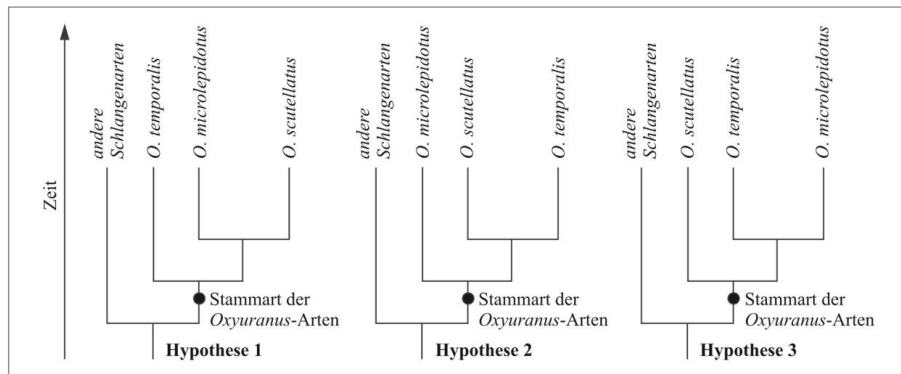 Zeit
andere
Schlangenarten
O. temporalis
O. microlepidotus
O. scutellatus
Stammart der
Oxyuranus-Arten
Hypothese 1
andere
Schlangenarten
O. microlepidotus
O. scutellatus
O. temporalis
Stammart der
Oxyuranus-Arten
Hypothese 2
andere
Schlangenarten
O. scutellatus
O. temporalis
O. microlepidotus
Stammart der
Oxyuranus-Arten
Hypothese 3